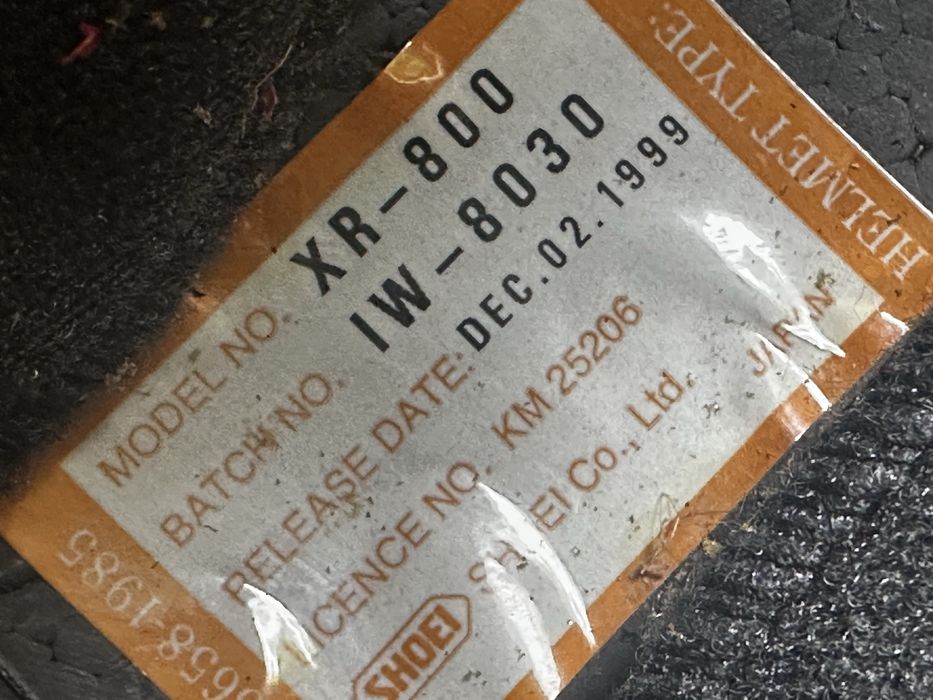 HELMET TYPE:
MODEL NO. XR-800
BATCH NO. IW-8030
RELEASE DATE: DEC.02.1999
LICENCE NO. KM 25206
SHOEI SHOEI Co., Ltd. JAPAN
6658-1985